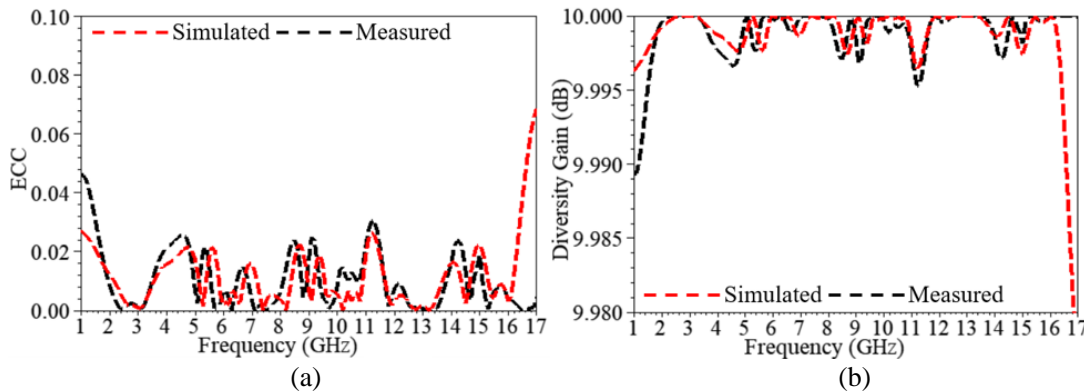 0.10
0.08
0.06
0.04
0.02
0.00
ECC
Simulated Measured
1 2 3 4 5 6 7 8 9 10 11 12 13 14 15 16 17
Frequency (GHz)
(a)
10.000
9.995
9.990
9.985
9.980
Diversity Gain (dB)
Simulated Measured
1 2 3 4 5 6 7 8 9 10 11 12 13 14 15 16 17
Frequency (GHz)
(b)